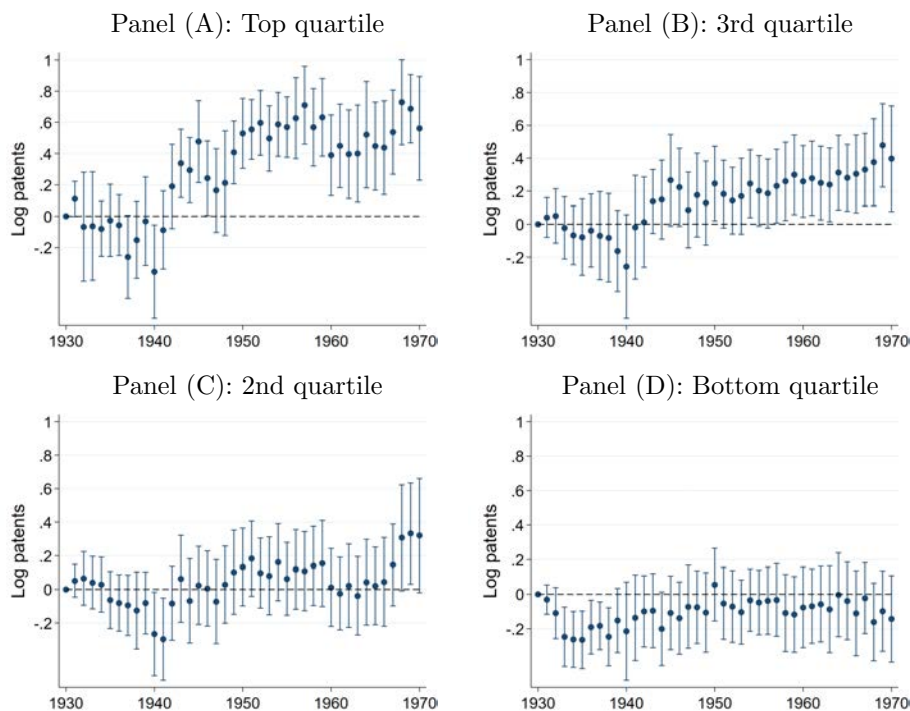 Panel (A): Top quartile
Log patents
1
.8
.6
.4
.2
0
-.2
1930 1940 1950 1960 1970
Panel (B): 3rd quartile
Log patents
1
.8
.6
.4
.2
0
-.2
1930 1940 1950 1960 1970
Panel (C): 2nd quartile
Log patents
1
.8
.6
.4
.2
0
-.2
1930 1940 1950 1960 1970
Panel (D): Bottom quartile
Log patents
1
.8
.6
.4
.2
0
-.2
1930 1940 1950 1960 1970